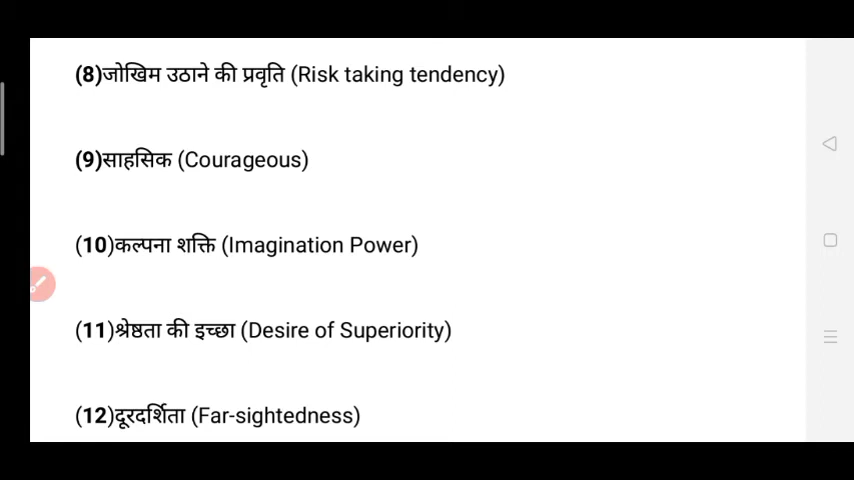 (8)जोखिम उठाने की प्रवृति (Risk taking tendency)
(9)साहसिक (Courageous)
(10)कल्पना शक्ति (Imagination Power)
(11)श्रेष्ठता की इच्छा (Desire of Superiority)
(12)दूरदर्शिता (Far-sightedness)